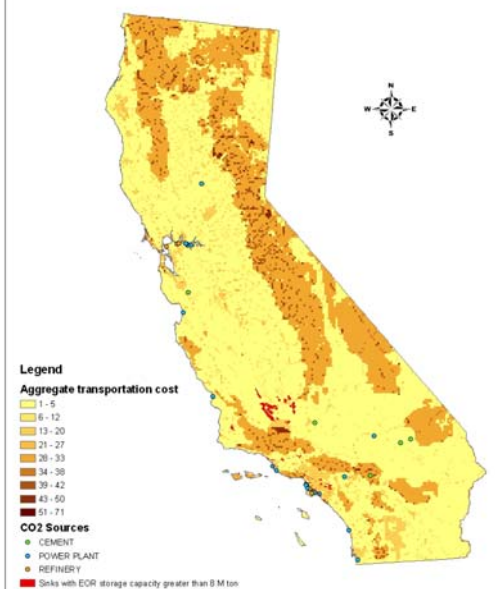 N
W E
S
Legend
Aggregate transportation cost
1 - 5
6 - 12
13 - 20
21 - 27
28 - 33
34 - 38
39 - 42
43 - 50
51 - 71
CO2 Sources
CEMENT
POWER PLANT
REFINERY
Sinks with EOR storage capacity greater than 8 M ton